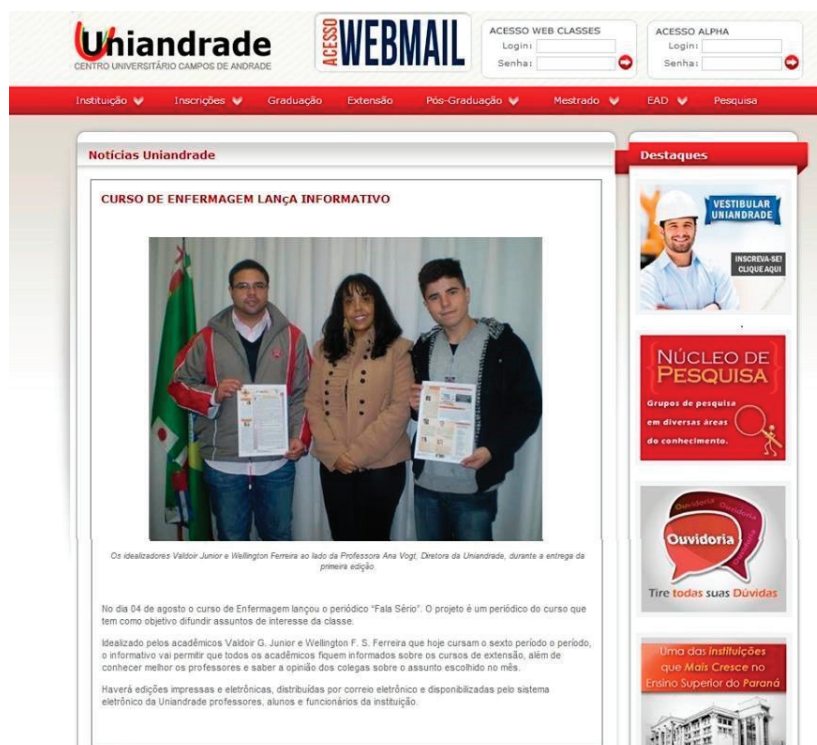 Uniandrade
CENTRO UNIVERSITÁRIO CAMPOS DE ANDRADE
ACESSO WEBMAIL
ACESSO WEB CLASSES
Login:
Senha:
ACESSO ALPHA
Login:
Senha:
Instituição Inscrições Graduação Extensão Pós-Graduação Mestrado EAD Pesquisa
Notícias Uniandrade
CURSO DE ENFERMAGEM LANçA INFORMATIVO
Os idealizadores Valdoir Junior e Wellington Ferreira ao lado da Professora Ana Vogt, Diretora da Uniandrade, durante a entrega da
primeira edição
No dia 04 de agosto o curso de Enfermagem lançou o periódico “Fala Sério”. O projeto é um periódico do curso que
tem como objetivo difundir assuntos de interesse da classe.
Idealizado pelos acadêmicos Valdoir G. Junior e Wellington F. S. Ferreira que hoje cursam o sexto período o período,
o informativo vai permitir que todos os acadêmicos fiquem informados sobre os cursos de extensão, além de
conhecer melhor os professores e saber a opinião dos colegas sobre o assunto escolhido no mês.
Haverá edições impressas e eletrônicas, distribuídas por correio eletrônico e disponibilizadas pelo sistema
eletrônico da Uniandrade professores, alunos e funcionários da instituição.
Destaques
VESTIBULAR
UNIANDRADE
INSCREVA-SE!
CLIQUE AQUI
NÚCLEO DE
PESQUISA
Grupos de pesquisa
em diversas áreas
do conhecimento.
Ouvidoria
Ouvidoria
Ouvidoria
Ouvidoria
Tire todas suas Dúvidas
Uma das instituições
que Mais Cresce no
Ensino Superior do Paraná